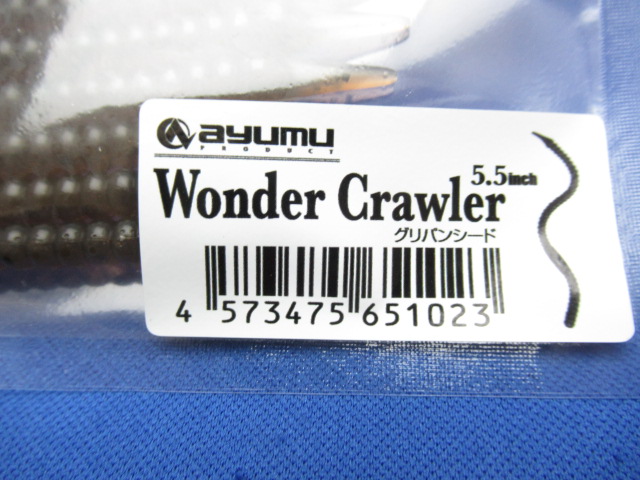 ayumu
PRODUCT
Wonder Crawler 5.5inch
グリパンシード
4 573475 651023